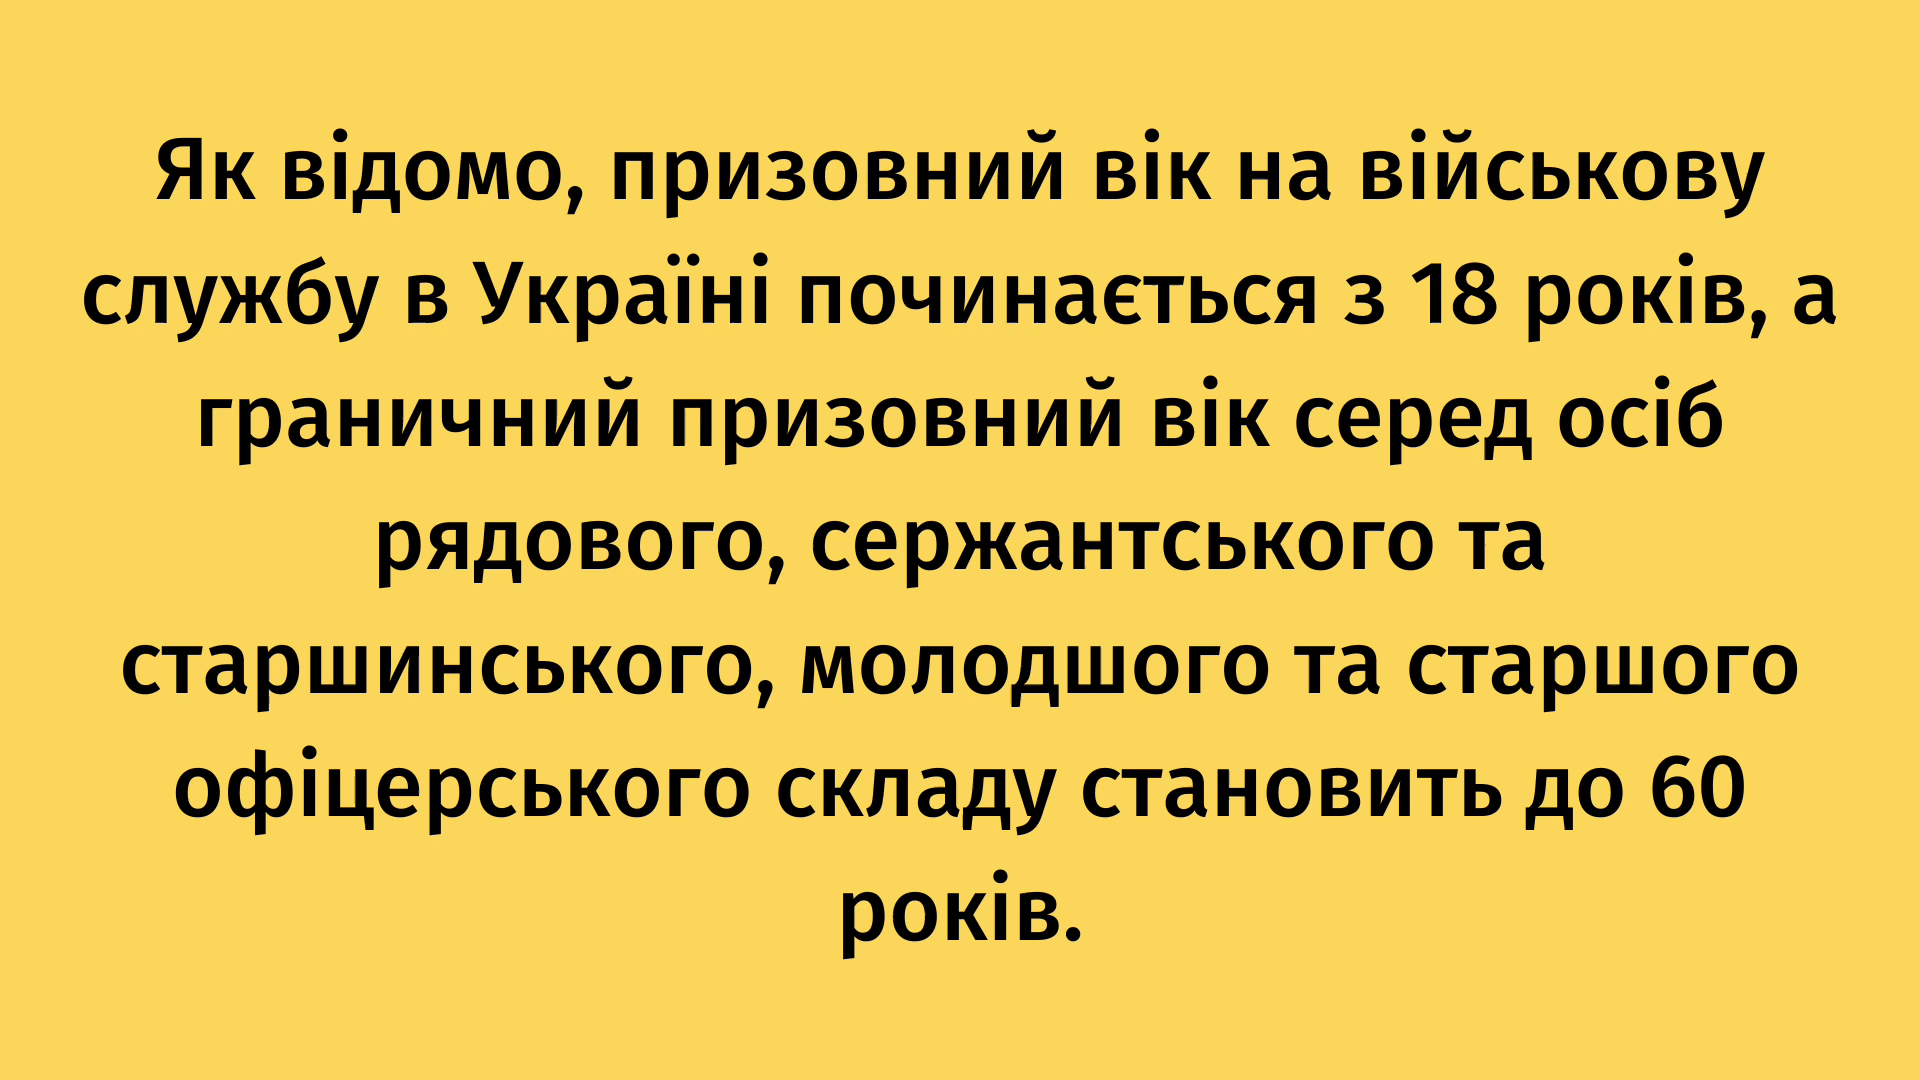 Як відомо, призовний вік на військову
службу в Україні починається з 18 років, а
граничний призовний вік серед осіб
рядового, сержантського та
старшинського, молодшого та старшого
офіцерського складу становить до 60
років.